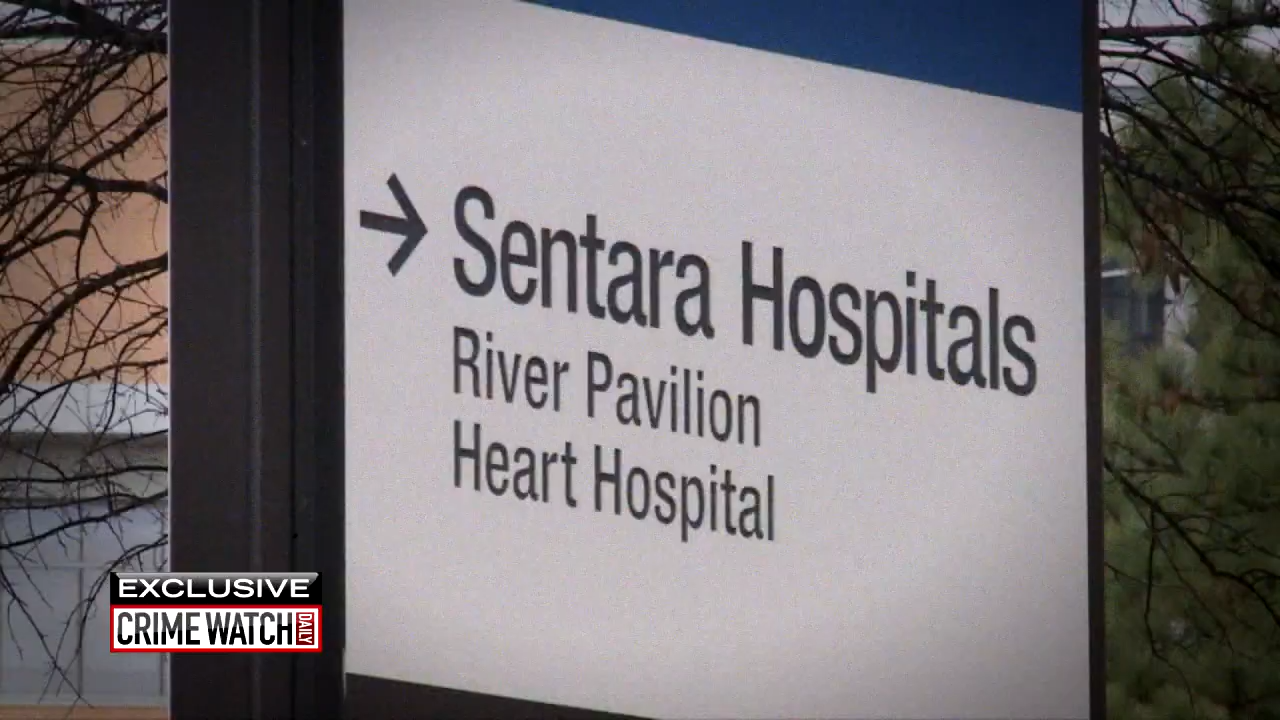 → Sentara Hospitals
River Pavilion
Heart Hospital
EXCLUSIVE
CRIME WATCH DAILY